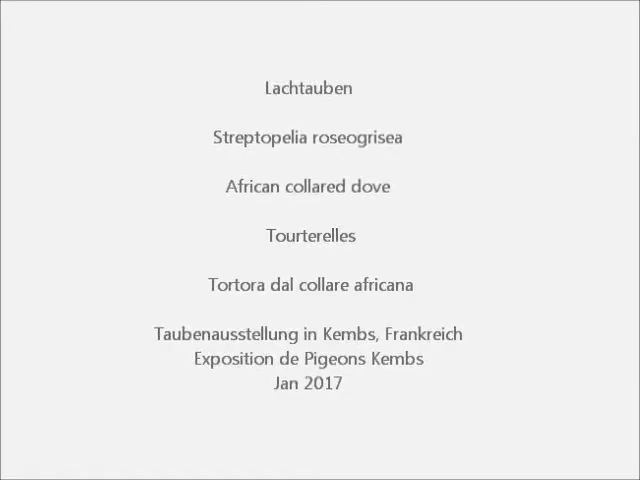 Lachtauben
Streptopelia roseogrisea
African collared dove
Tourterelles
Tortora dal collare africana
Taubenausstellung in Kembs, Frankreich
Exposition de Pigeons Kembs
Jan 2017